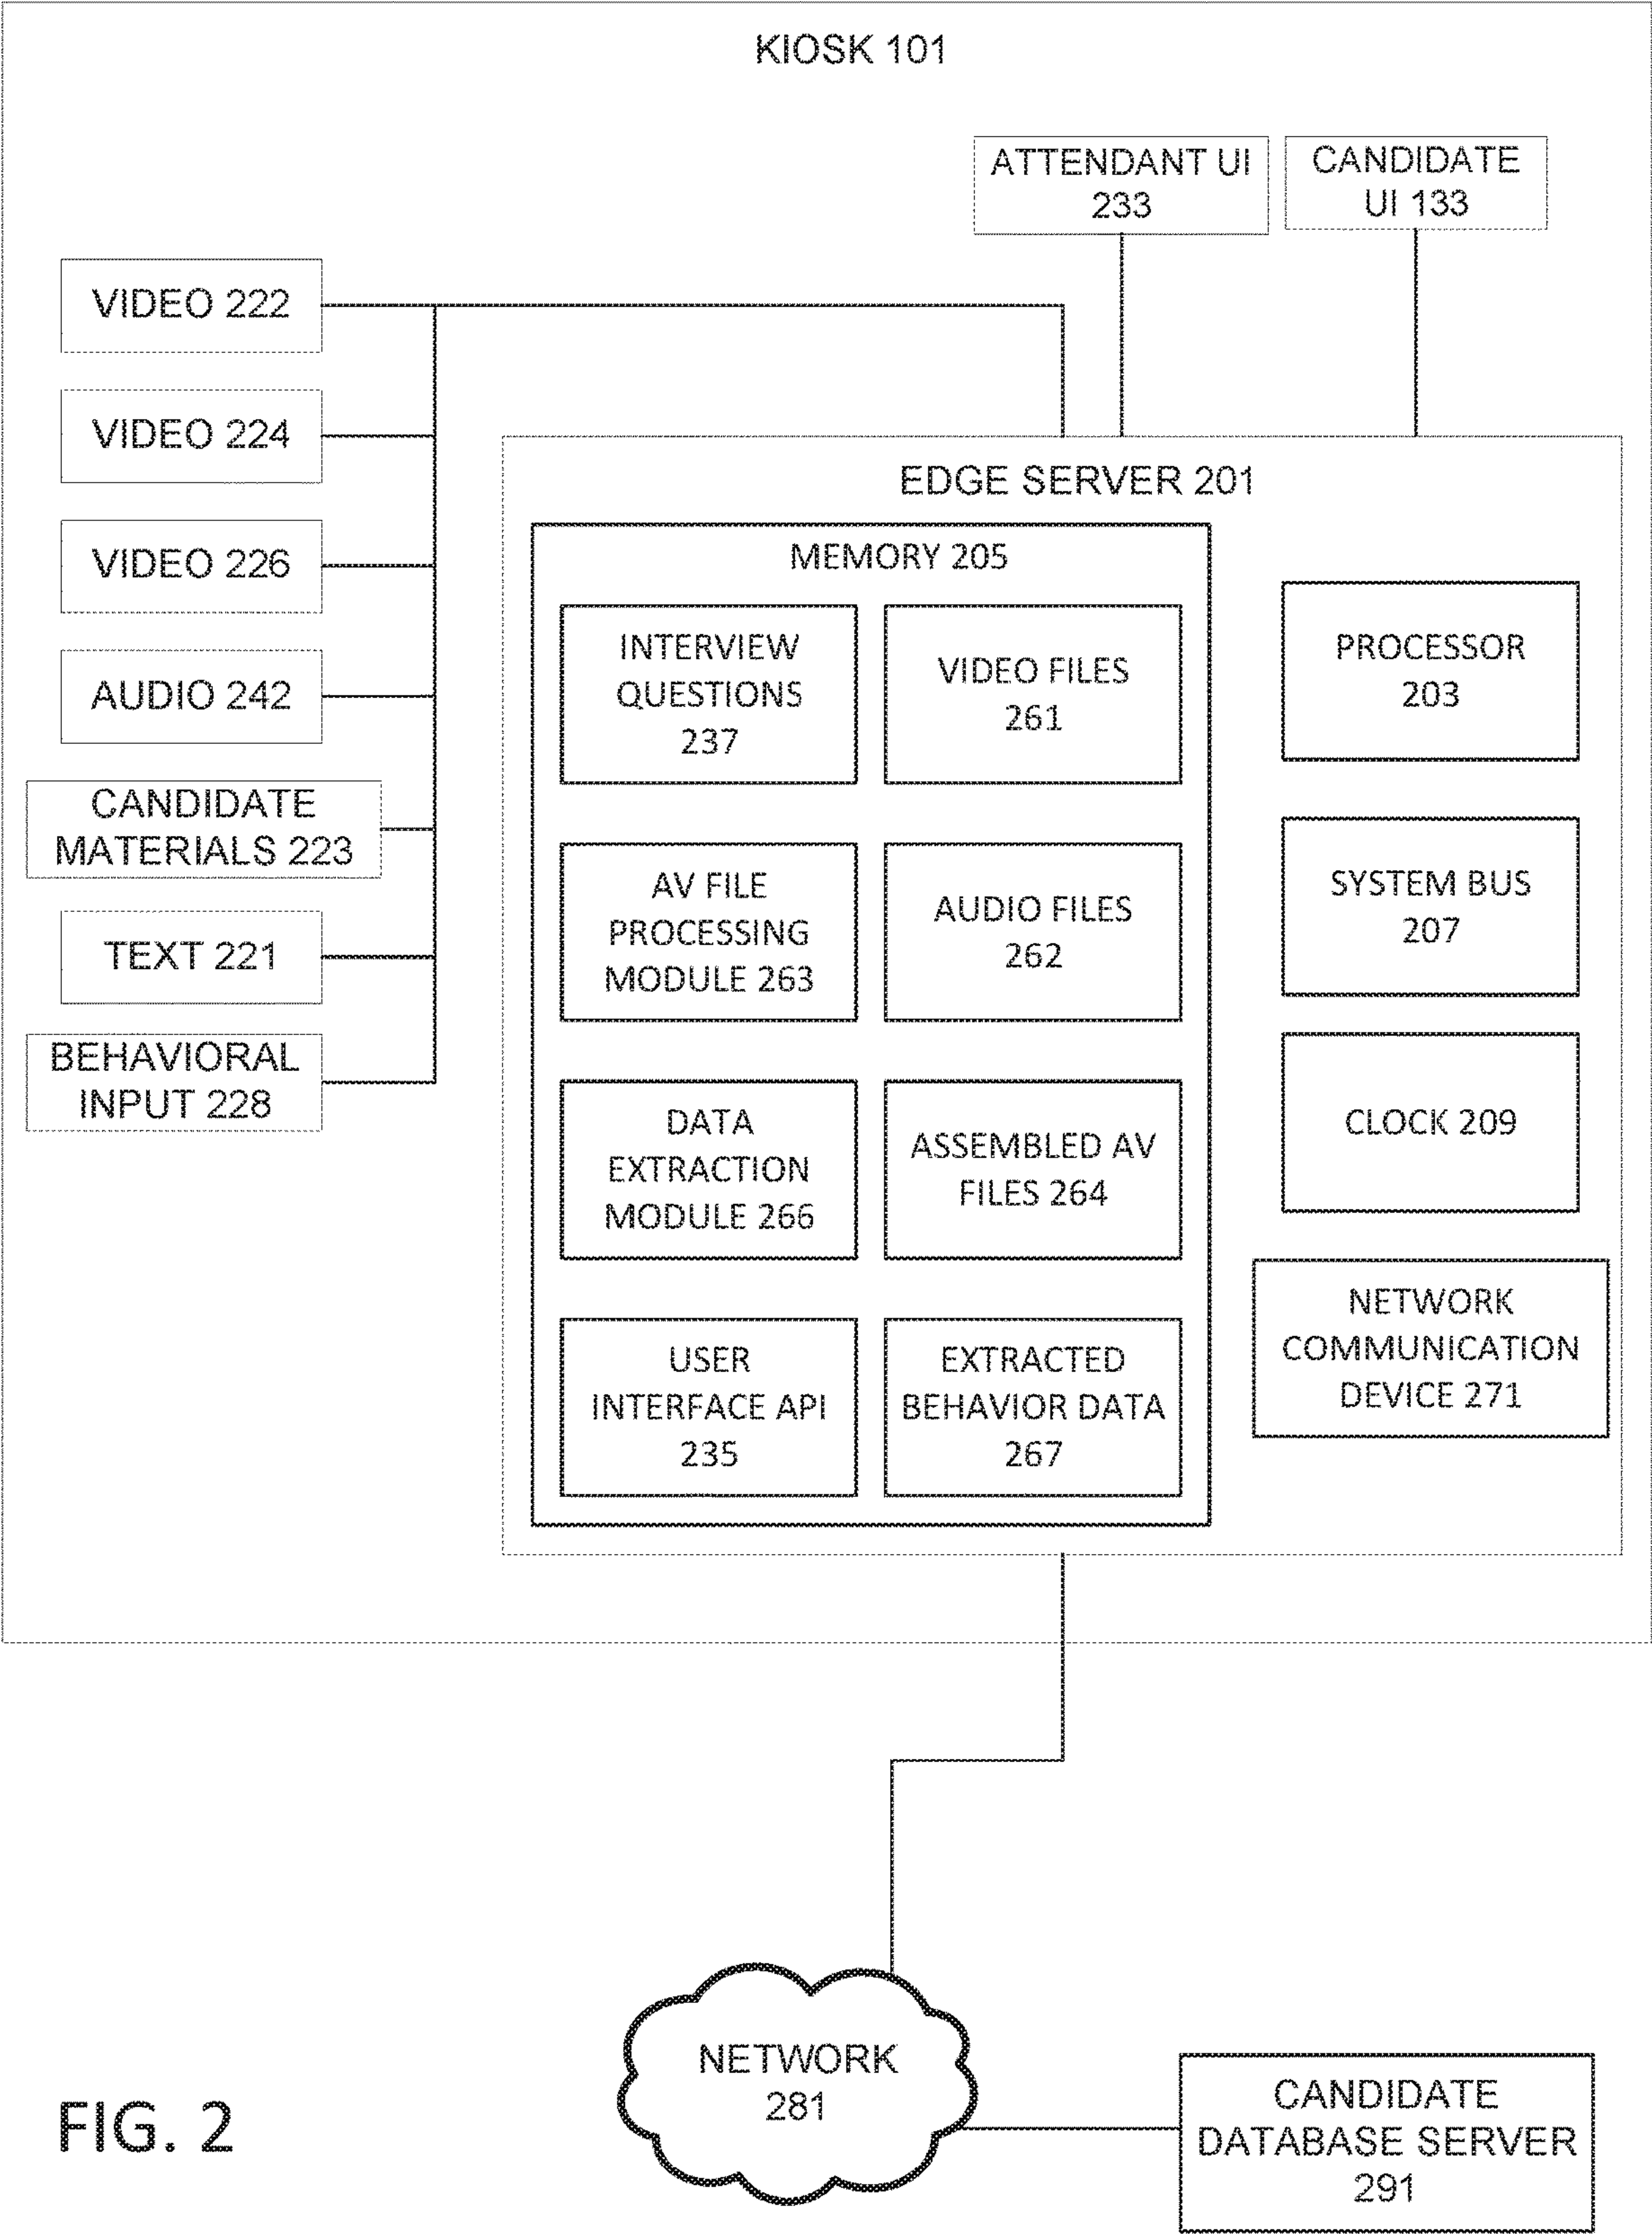 KIOSK 101
ATTENDANT UI
233
CANDIDATE
UI 133
VIDEO 222
VIDEO 224
VIDEO 226
AUDIO 242
CANDIDATE
MATERIALS 223
TEXT 221
BEHAVIORAL
INPUT 228
EDGE SERVER 201
MEMORY 205
INTERVIEW
QUESTIONS
237
VIDEO FILES
261
AV FILE
PROCESSING
MODULE 263
AUDIO FILES
262
DATA
EXTRACTION
MODULE 266
ASSEMBLED AV
FILES 264
USER
INTERFACE API
235
EXTRACTED
BEHAVIOR DATA
267
PROCESSOR
203
SYSTEM BUS
207
CLOCK 209
NETWORK
COMMUNICATION
DEVICE 271
NETWORK
281
CANDIDATE
DATABASE SERVER
291
FIG. 2